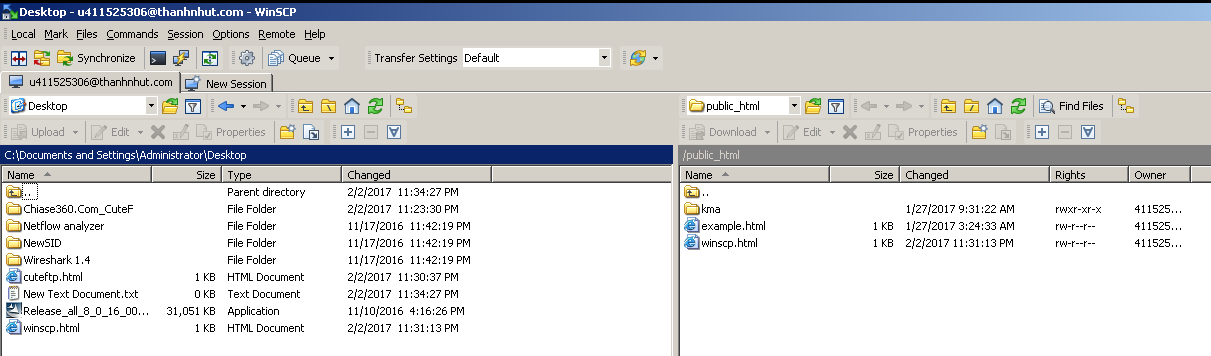 Desktop - u411525306@thanhnhut.com - WinSCP
Local Mark Files Commands Session Options Remote Help
Synchronize Queue Transfer Settings Default
u411525306@thanhnhut.com New Session
Desktop
Upload Edit Properties
C:\Documents and Settings\Administrator\Desktop
Name Size Type Changed
.. Parent directory 2/2/2017 11:34:27 PM
Chiase360.Com_CuteF File Folder 2/2/2017 11:23:30 PM
Netflow analyzer File Folder 11/17/2016 11:42:19 PM
NewSID File Folder 11/17/2016 11:42:19 PM
Wireshark 1.4 File Folder 11/17/2016 11:42:19 PM
cuteftp.html 1 KB HTML Document 2/2/2017 11:30:37 PM
New Text Document.txt 0 KB Text Document 2/2/2017 11:34:27 PM
Release_all_8_0_16_00... 31,051 KB Application 11/10/2016 4:16:26 PM
winscp.html 1 KB HTML Document 2/2/2017 11:31:13 PM
public_html Find Files
Download Edit Properties
/public_html
Name Size Changed Rights Owner
..
kma 1/27/2017 9:31:22 AM rwxr-xr-x 411525...
example.html 1 KB 1/27/2017 3:24:33 AM rw-r--r-- 411525...
winscp.html 1 KB 2/2/2017 11:31:13 PM rw-r--r-- 411525...